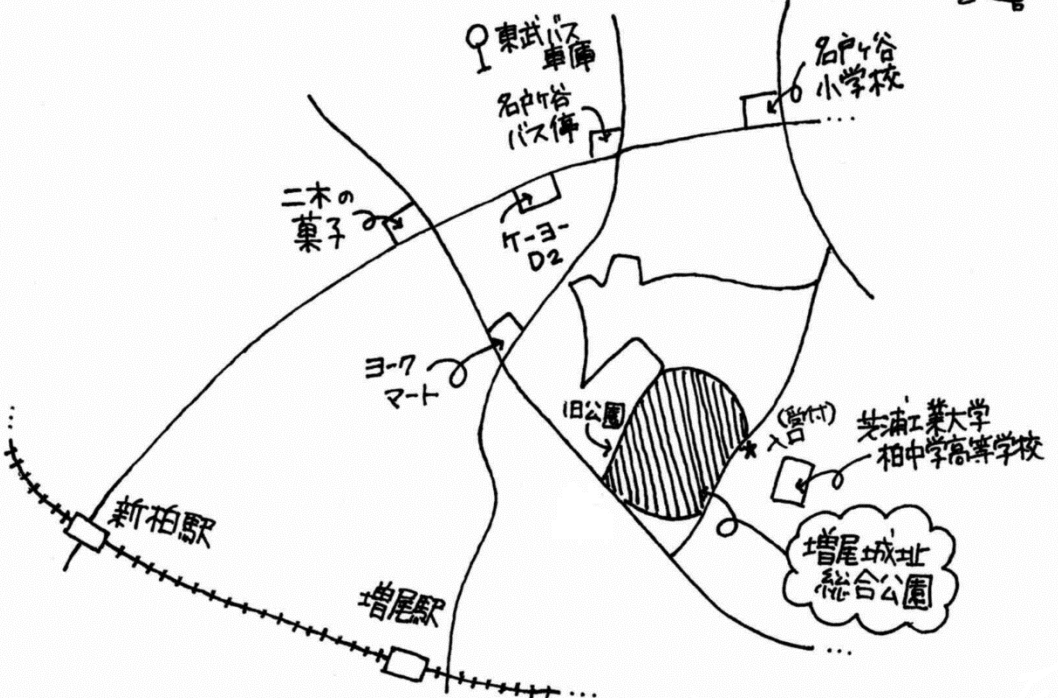 東武バス
車庫
名戸ヶ谷
小学校
名戸ヶ谷
バス停
二木の
菓子
ケーヨー
D2
ヨーク
マート
旧公園
(受付)
入口
芝浦工業大学
柏中学高等学校
新柏駅
増尾城址
総合公園
増尾駅